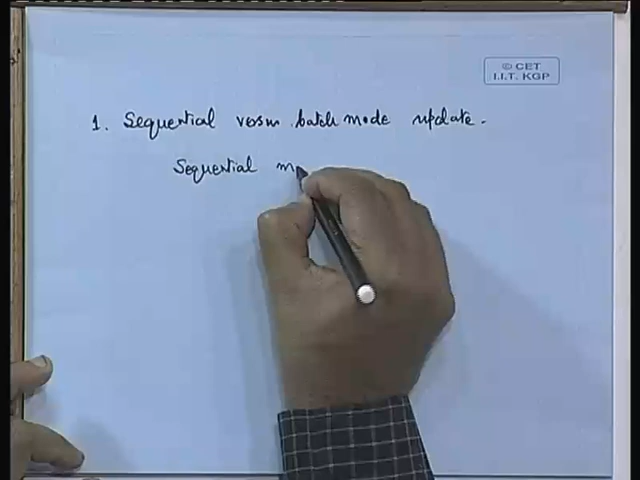 © CET
I.I.T. KGP
1. Sequential versus batch mode update.
Sequential m